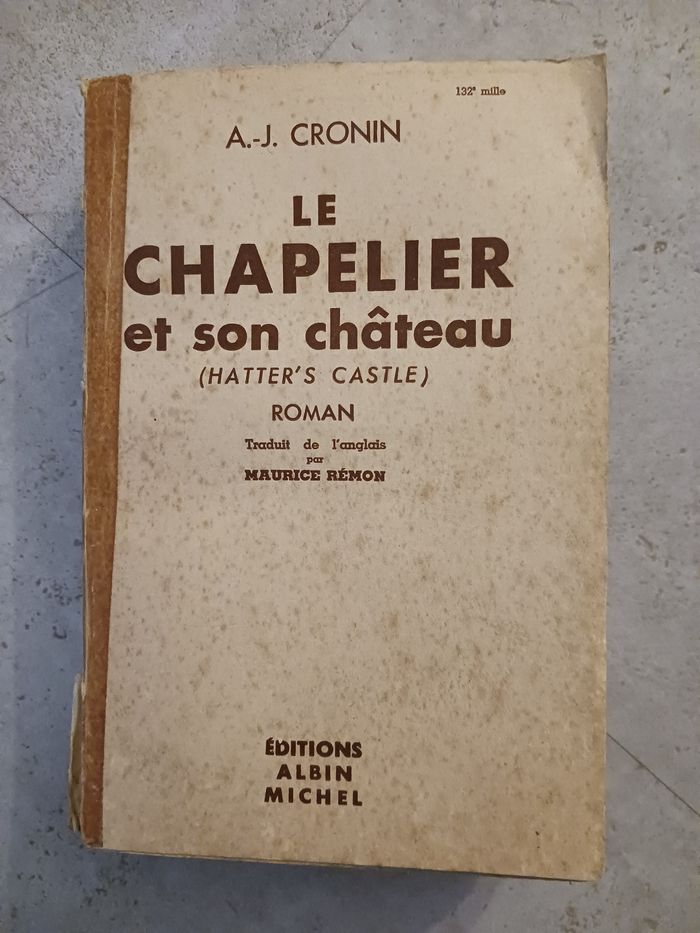 132e mille
A.-J. CRONIN
LE
CHAPELIER
et son château
(HATTER'S CASTLE)
ROMAN
Traduit de l'anglais
par
MAURICE RÉMON
ÉDITIONS
ALBIN
MICHEL